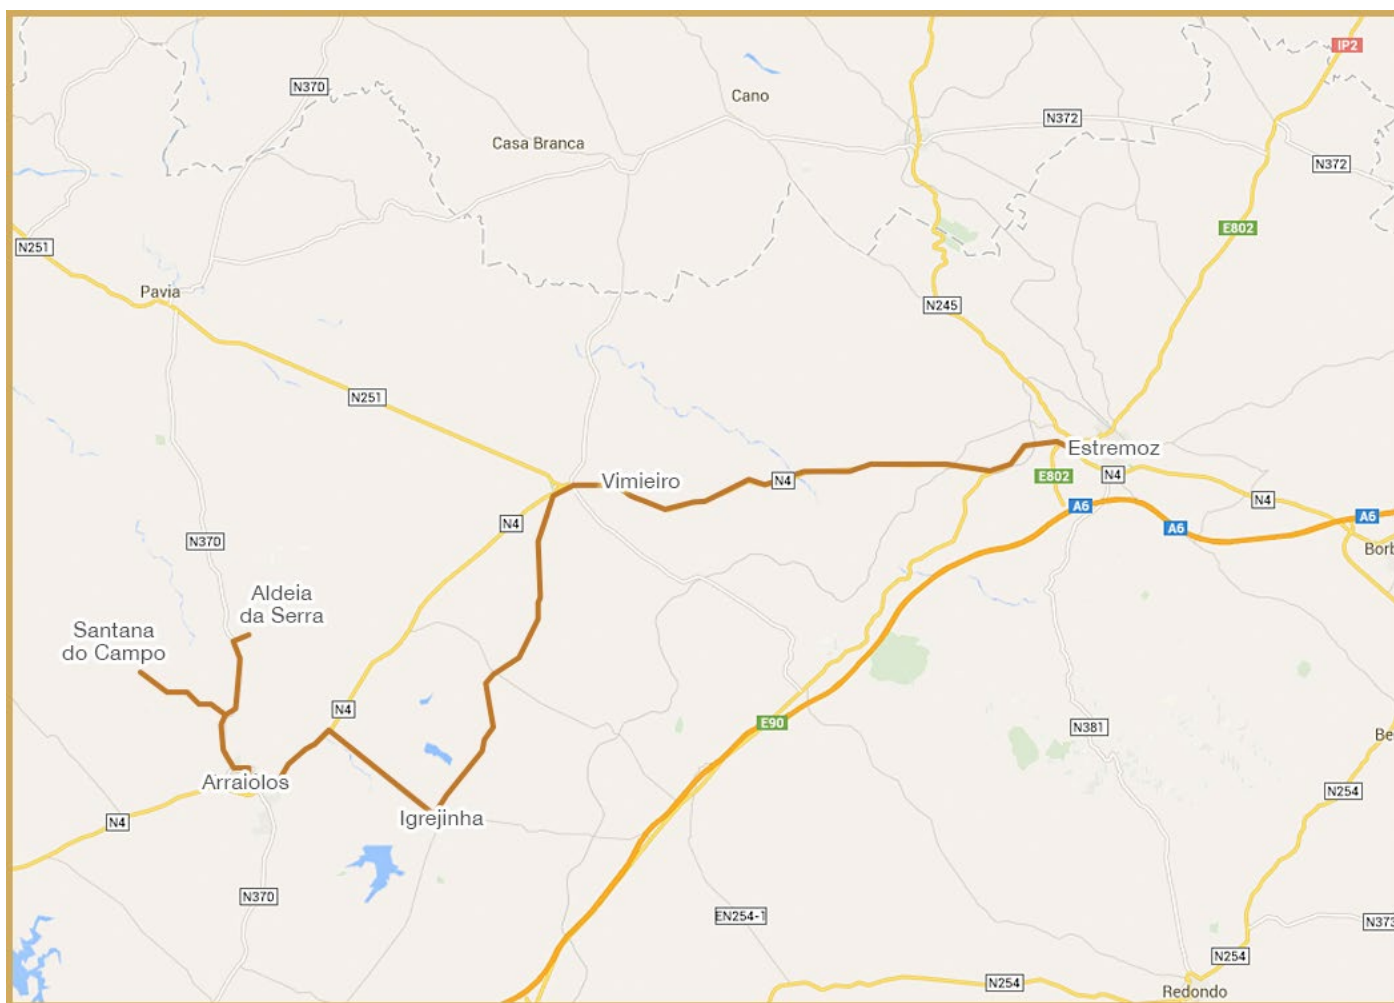 IP2
N370
Cano
N372
Casa Branca
N372
E802
N251
Pavia
N245
N251
Estremoz
Vimieiro
N4
E802
N4
N4
A6
A6
A6
N4
N370
Borb
Aldeia
da Serra
Santana
do Campo
N4
E90
N381
Be
Arraiolos
N254
Igrejinha
N4
N370
EN254-1
N373
N254
N254
Redondo